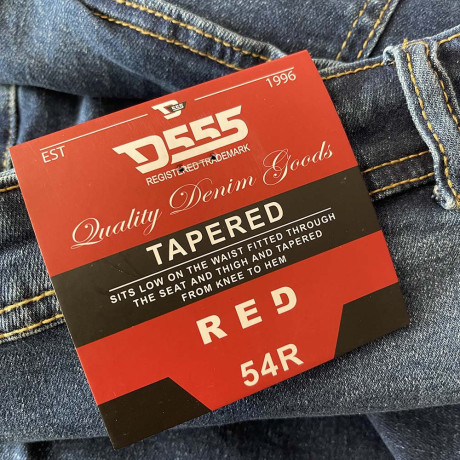 EST 1996
D555
D555
REGISTERED TRADEMARK
Quality Denim Goods
TAPERED
SITS LOW ON THE WAIST FITTED THROUGH
THE SEAT AND THIGH AND TAPERED
FROM KNEE TO HEM
RED
54R